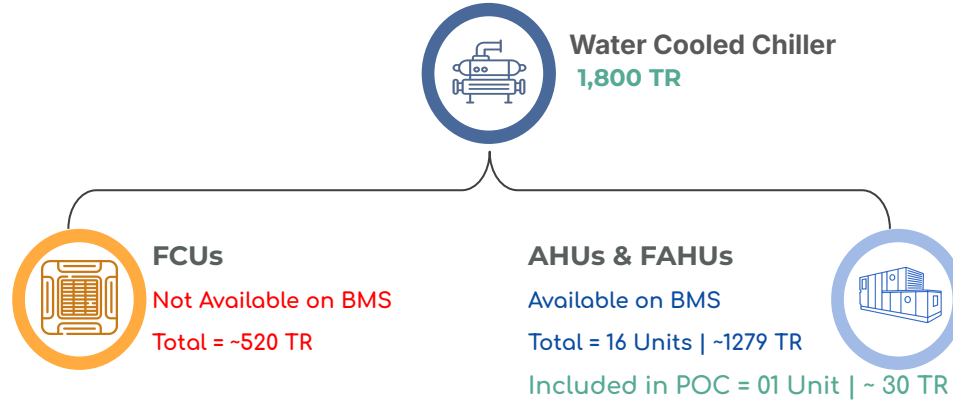 Water Cooled Chiller
1,800 TR
FCUs
Not Available on BMS
Total = ~520 TR
AHUs & FAHUs
Available on BMS
Total = 16 Units | ~1279 TR
Included in POC = 01 Unit | ~ 30 TR